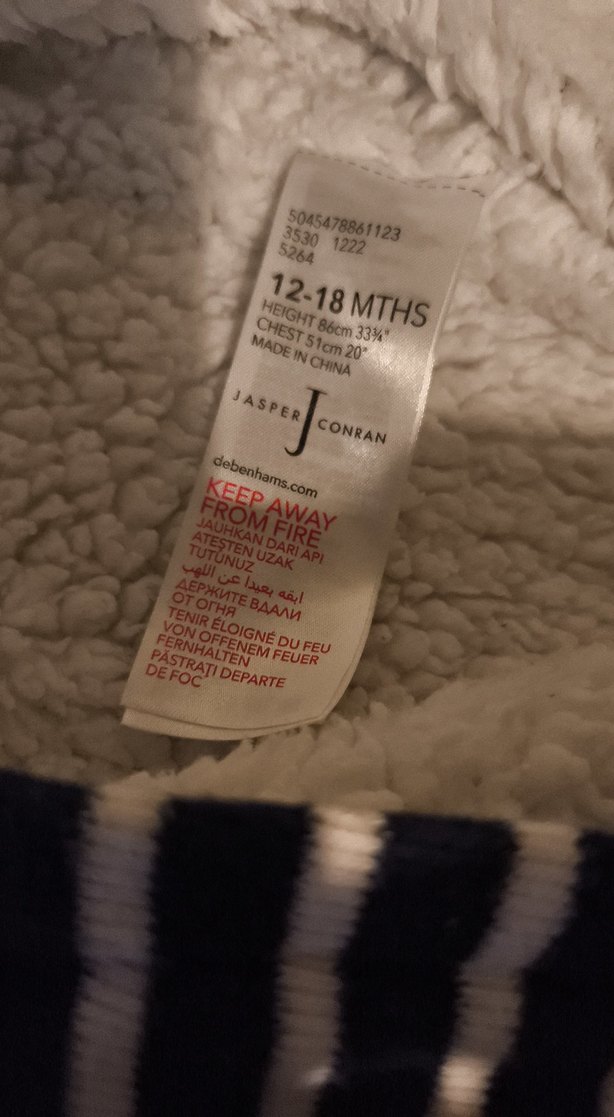 5045478861123
3530 1222
5264
12-18 MTHS
HEIGHT 86cm 33¾"
CHEST 51cm 20"
MADE IN CHINA
JASPER J CONRAN
debenhams.com
KEEP AWAY
FROM FIRE
JAUHKAN DARI API
ATEŞTEN UZAK
TUTUNUZ
ابقه بعيدا عن اللهب
ДЕРЖИТЕ ВДАЛИ
ОТ ОГНЯ
TENIR ÉLOIGNÉ DU FEU
VON OFFENEM FEUER
FERNHALTEN
PĂSTRAȚI DEPARTE
DE FOC